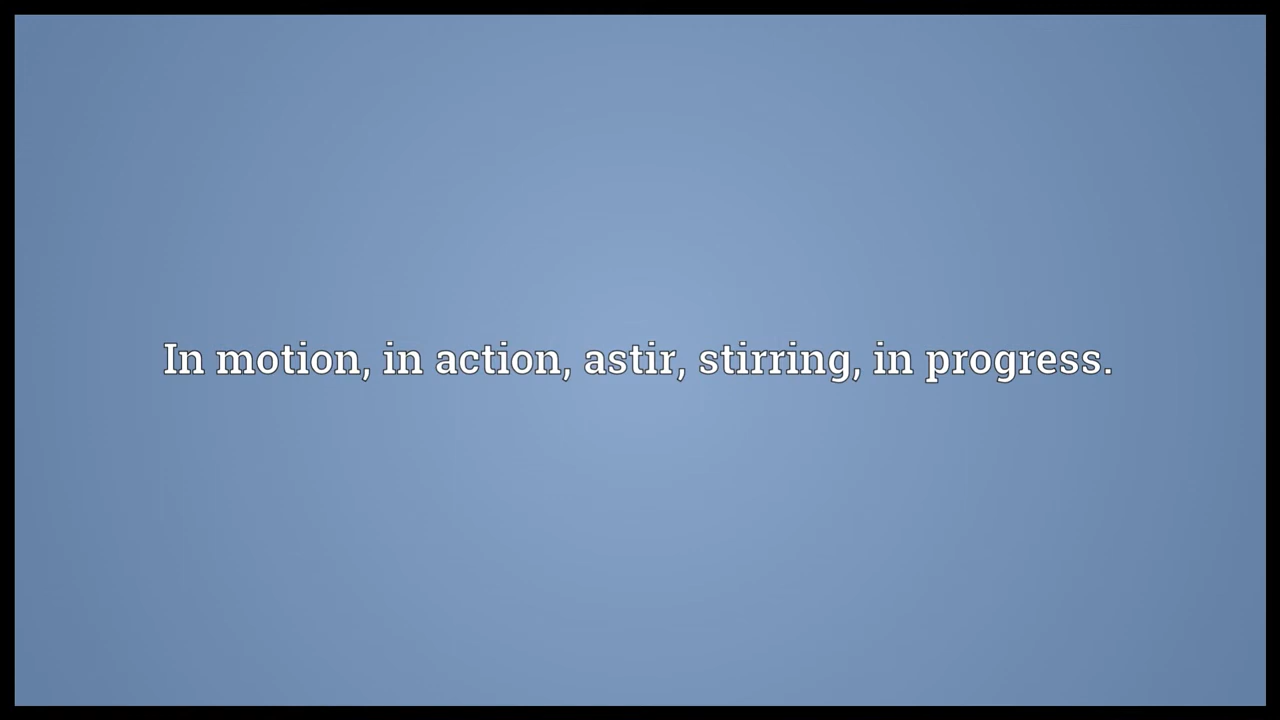 In motion, in action, astir, stirring, in progress.